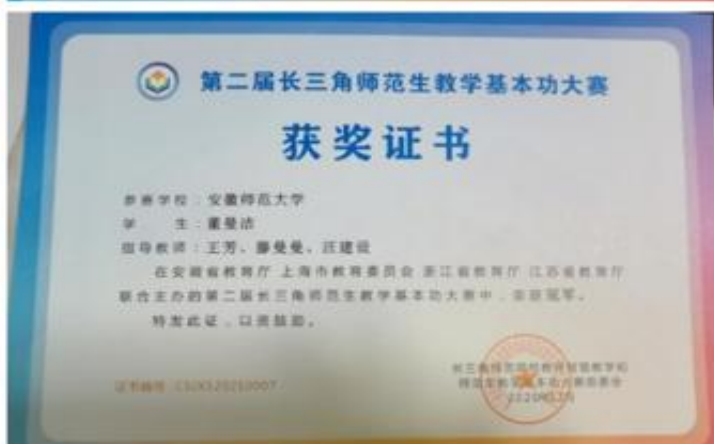 第二届长三角师范生教学基本功大赛
获奖证书
参赛学校：安徽师范大学
学　　生：董曼洁
指导教师：王芳、滕曼曼、汪建设
在安徽省教育厅 上海市教育委员会 浙江省教育厅 江苏省教育厅
联合主办的第二届长三角师范生教学基本功大赛中，荣获冠军。
特发此证，以资鼓励。
证书编号